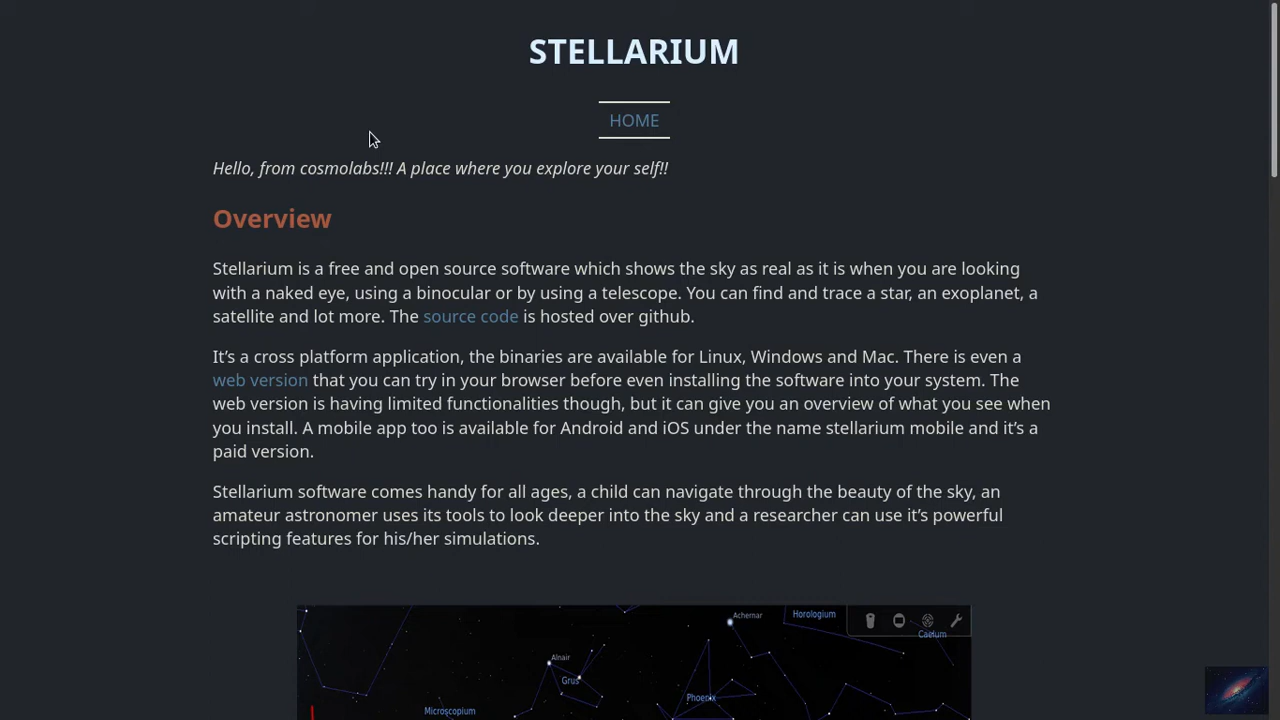 STELLARIUM
HOME
Hello, from cosmolabs!!! A place where you explore your self!!
Overview
Stellarium is a free and open source software which shows the sky as real as it is when you are looking
with a naked eye, using a binocular or by using a telescope. You can find and trace a star, an exoplanet, a
satellite and lot more. The source code is hosted over github.
It’s a cross platform application, the binaries are available for Linux, Windows and Mac. There is even a
web version that you can try in your browser before even installing the software into your system. The
web version is having limited functionalities though, but it can give you an overview of what you see when
you install. A mobile app too is available for Android and iOS under the name stellarium mobile and it’s a
paid version.
Stellarium software comes handy for all ages, a child can navigate through the beauty of the sky, an
amateur astronomer uses its tools to look deeper into the sky and a researcher can use it’s powerful
scripting features for his/her simulations.
Achernar
Horologium
Caelum
Alnair
Grus
Phoenix
Microscopium